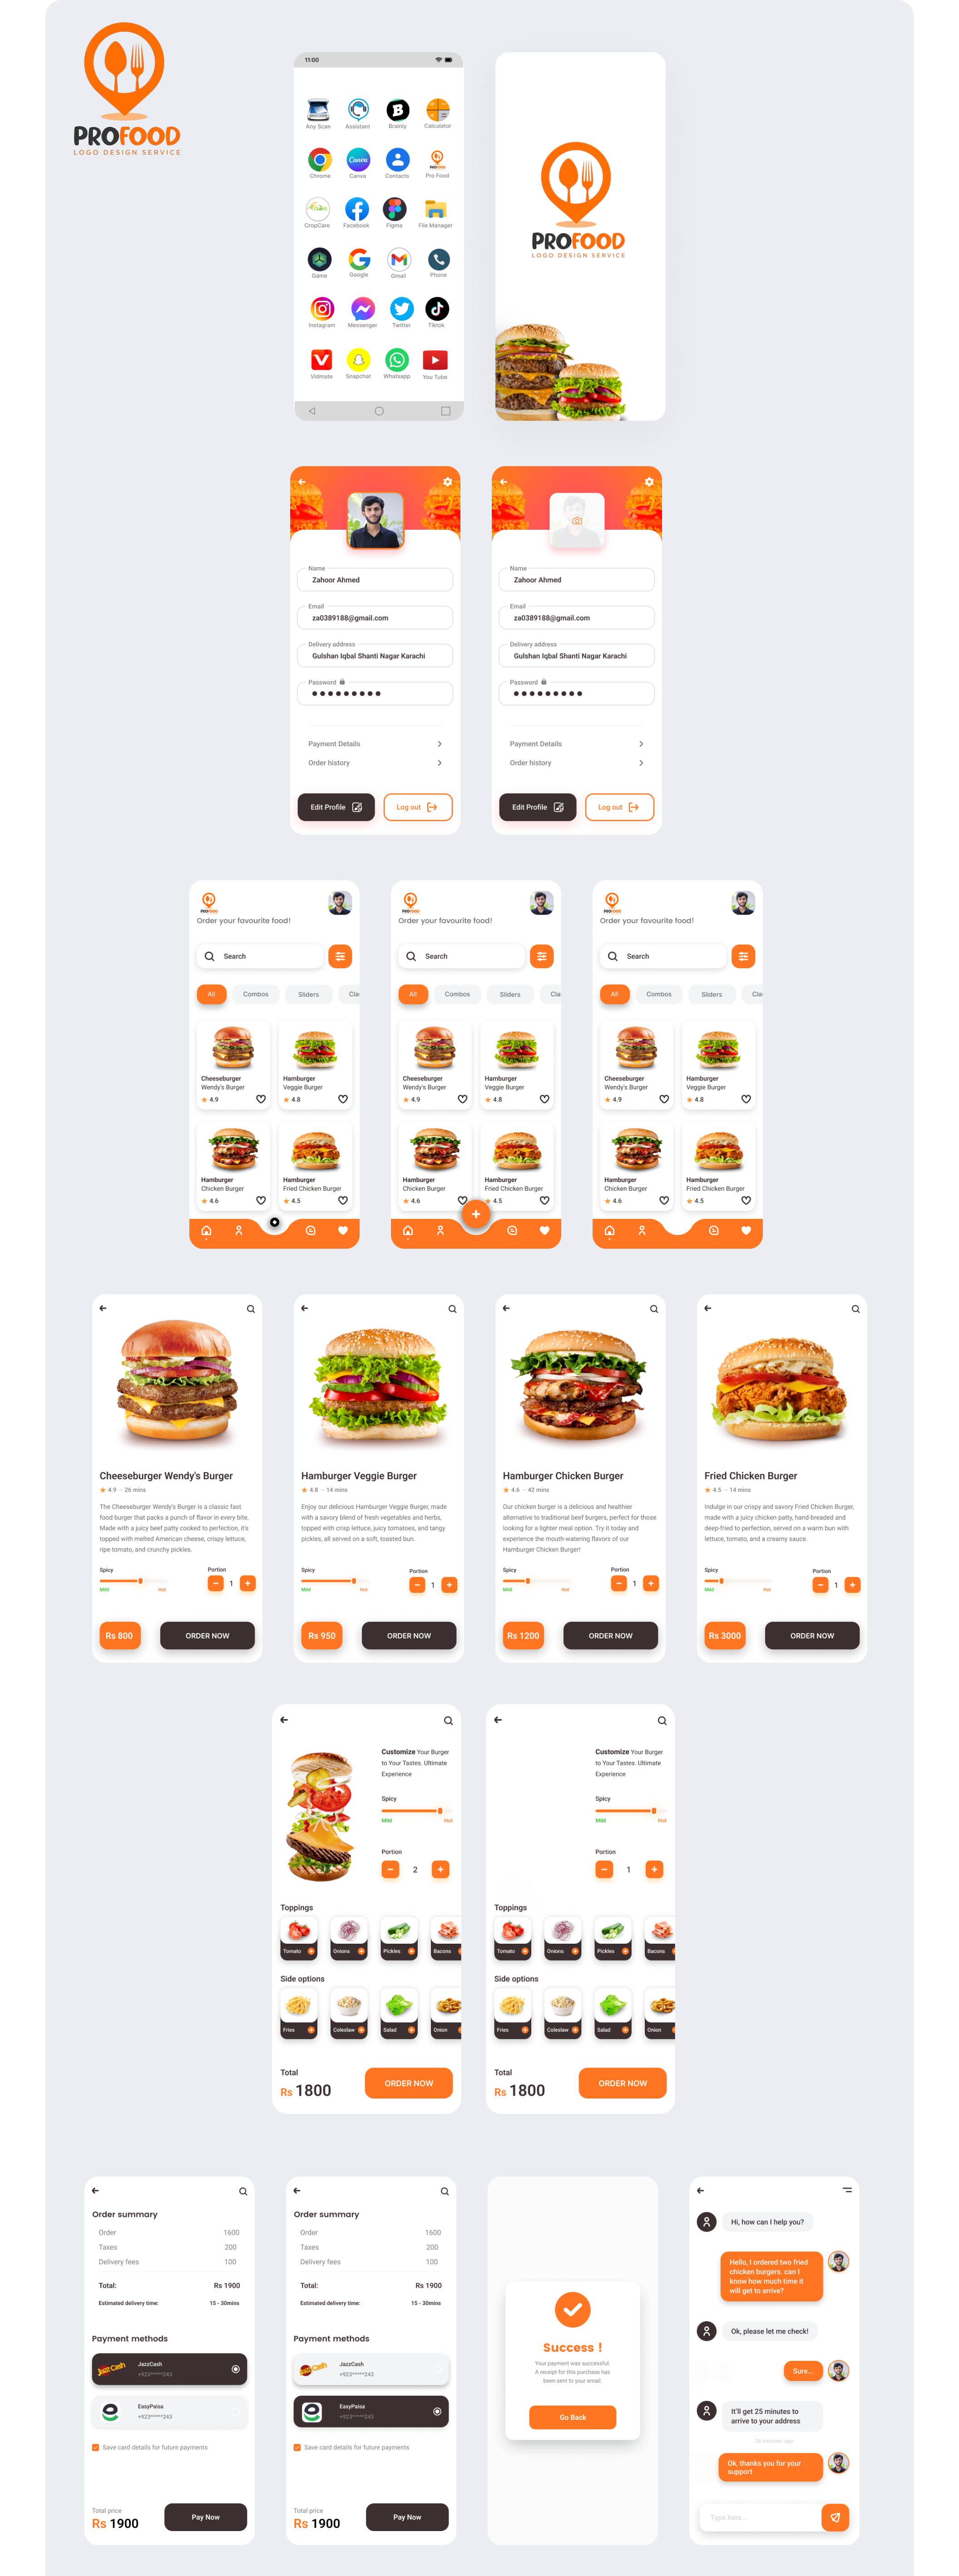 PROFOOD
LOGO DESIGN SERVICE
11:00
Any Scan
Assistant
Brainly
Calculator
Canva
Chrome
Canva
Contacts
Pro Food
CropCare
Facebook
Figma
File Manager
Game
Google
Gmail
Phone
Instagram
Messenger
Twitter
Tiktok
Vidmate
Snapchat
Whatsapp
You Tube
PROFOOD
LOGO DESIGN SERVICE
Name
Zahoor Ahmed
Email
za0389188@gmail.com
Delivery address
Gulshan Iqbal Shanti Nagar Karachi
Password
Payment Details
Order history
Edit Profile
Log out
Name
Zahoor Ahmed
Email
za0389188@gmail.com
Delivery address
Gulshan Iqbal Shanti Nagar Karachi
Password
Payment Details
Order history
Edit Profile
Log out
PROFOOD
Order your favourite food!
Search
All
Combos
Sliders
Cla
Cheeseburger
Wendy's Burger
4.9
Hamburger
Veggie Burger
4.8
Hamburger
Chicken Burger
4.6
Hamburger
Fried Chicken Burger
4.5
PROFOOD
Order your favourite food!
Search
All
Combos
Sliders
Cla
Cheeseburger
Wendy's Burger
4.9
Hamburger
Veggie Burger
4.8
Hamburger
Chicken Burger
4.6
Hamburger
Fried Chicken Burger
4.5
PROFOOD
Order your favourite food!
Search
All
Combos
Sliders
Cla
Cheeseburger
Wendy's Burger
4.9
Hamburger
Veggie Burger
4.8
Hamburger
Chicken Burger
4.6
Hamburger
Fried Chicken Burger
4.5
Cheeseburger Wendy's Burger
4.9 - 26 mins
The Cheeseburger Wendy's Burger is a classic fast
food burger that packs a punch of flavor in every bite.
Made with a juicy beef patty cooked to perfection, it's
topped with melted American cheese, crispy lettuce,
ripe tomato, and crunchy pickles.
Spicy
Portion
Mild
Hot
1
Rs 800
ORDER NOW
Hamburger Veggie Burger
4.8 - 14 mins
Enjoy our delicious Hamburger Veggie Burger, made
with a savory blend of fresh vegetables and herbs,
topped with crisp lettuce, juicy tomatoes, and tangy
pickles, all served on a soft, toasted bun.
Spicy
Portion
Mild
Hot
1
Rs 950
ORDER NOW
Hamburger Chicken Burger
4.6 - 42 mins
Our chicken burger is a delicious and healthier
alternative to traditional beef burgers, perfect for those
looking for a lighter meal option. Try it today and
experience the mouth-watering flavors of our
Hamburger Chicken Burger!
Spicy
Portion
Mild
Hot
1
Rs 1200
ORDER NOW
Fried Chicken Burger
4.5 - 14 mins
Indulge in our crispy and savory Fried Chicken Burger,
made with a juicy chicken patty, hand-breaded and
deep-fried to perfection, served on a warm bun with
lettuce, tomato, and a creamy sauce.
Spicy
Portion
Mild
Hot
1
Rs 3000
ORDER NOW
Customize Your Burger
to Your Tastes. Ultimate
Experience
Spicy
Mild
Hot
Portion
2
Toppings
Tomato
Onions
Pickles
Bacons
Side options
Fries
Coleslaw
Salad
Onion
Total
Rs 1800
ORDER NOW
Customize Your Burger
to Your Tastes. Ultimate
Experience
Spicy
Mild
Hot
Portion
1
Toppings
Tomato
Onions
Pickles
Bacons
Side options
Fries
Coleslaw
Salad
Onion
Total
Rs 1800
ORDER NOW
Order summary
Order 1600
Taxes 200
Delivery fees 100
Total: Rs 1900
Estimated delivery time: 15 - 30mins
Payment methods
Jazz Cash
JazzCash
+923*****243
EasyPaisa
+923*****243
Save card details for future payments
Total price
Rs 1900
Pay Now
Order summary
Order 1600
Taxes 200
Delivery fees 100
Total: Rs 1900
Estimated delivery time: 15 - 30mins
Payment methods
Jazz Cash
JazzCash
+923*****243
EasyPaisa
+923*****243
Save card details for future payments
Total price
Rs 1900
Pay Now
Success !
Your payment was successful.
A receipt for this purchase has
been sent to your email.
Go Back
Hi, how can I help you?
Hello, I ordered two fried
chicken burgers. can I
know how much time it
will get to arrive?
Ok, please let me check!
Sure...
It'll get 25 minutes to
arrive to your address
26 minutes ago
Ok, thanks you for your
support
Type here...